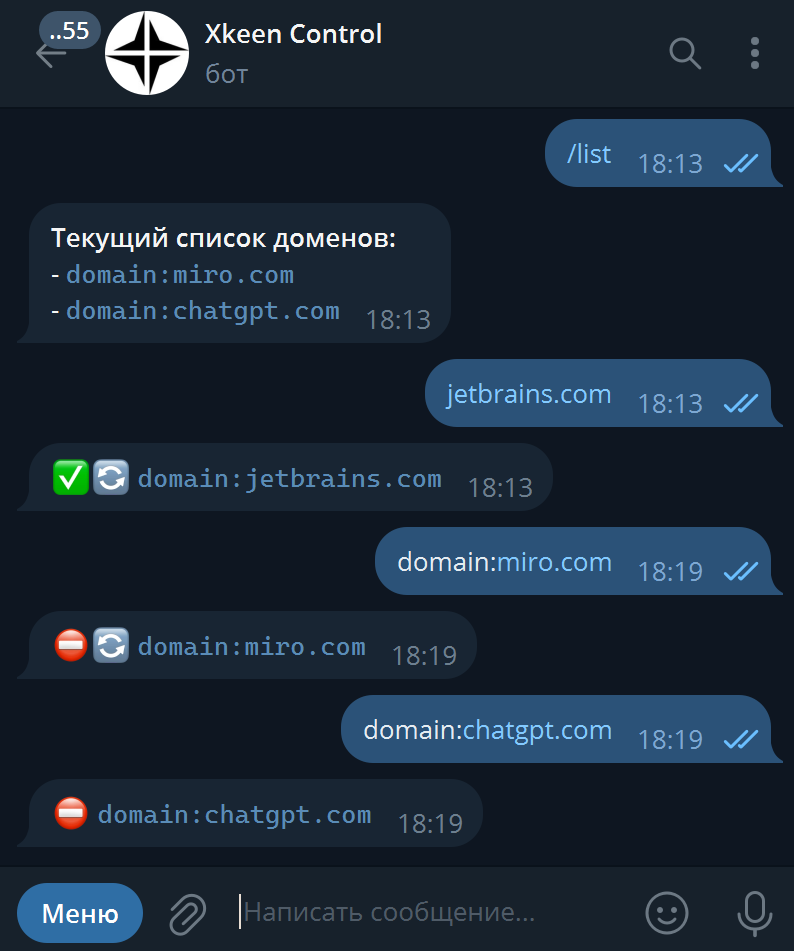 ..55
Xkeen Control
бот
/list 18:13
Текущий список доменов:
- domain:miro.com
- domain:chatgpt.com 18:13
jetbrains.com 18:13
✅🔄 domain:jetbrains.com 18:13
domain:miro.com 18:19
⛔🔄 domain:miro.com 18:19
domain:chatgpt.com 18:19
⛔ domain:chatgpt.com 18:19
Меню
Написать сообщение...